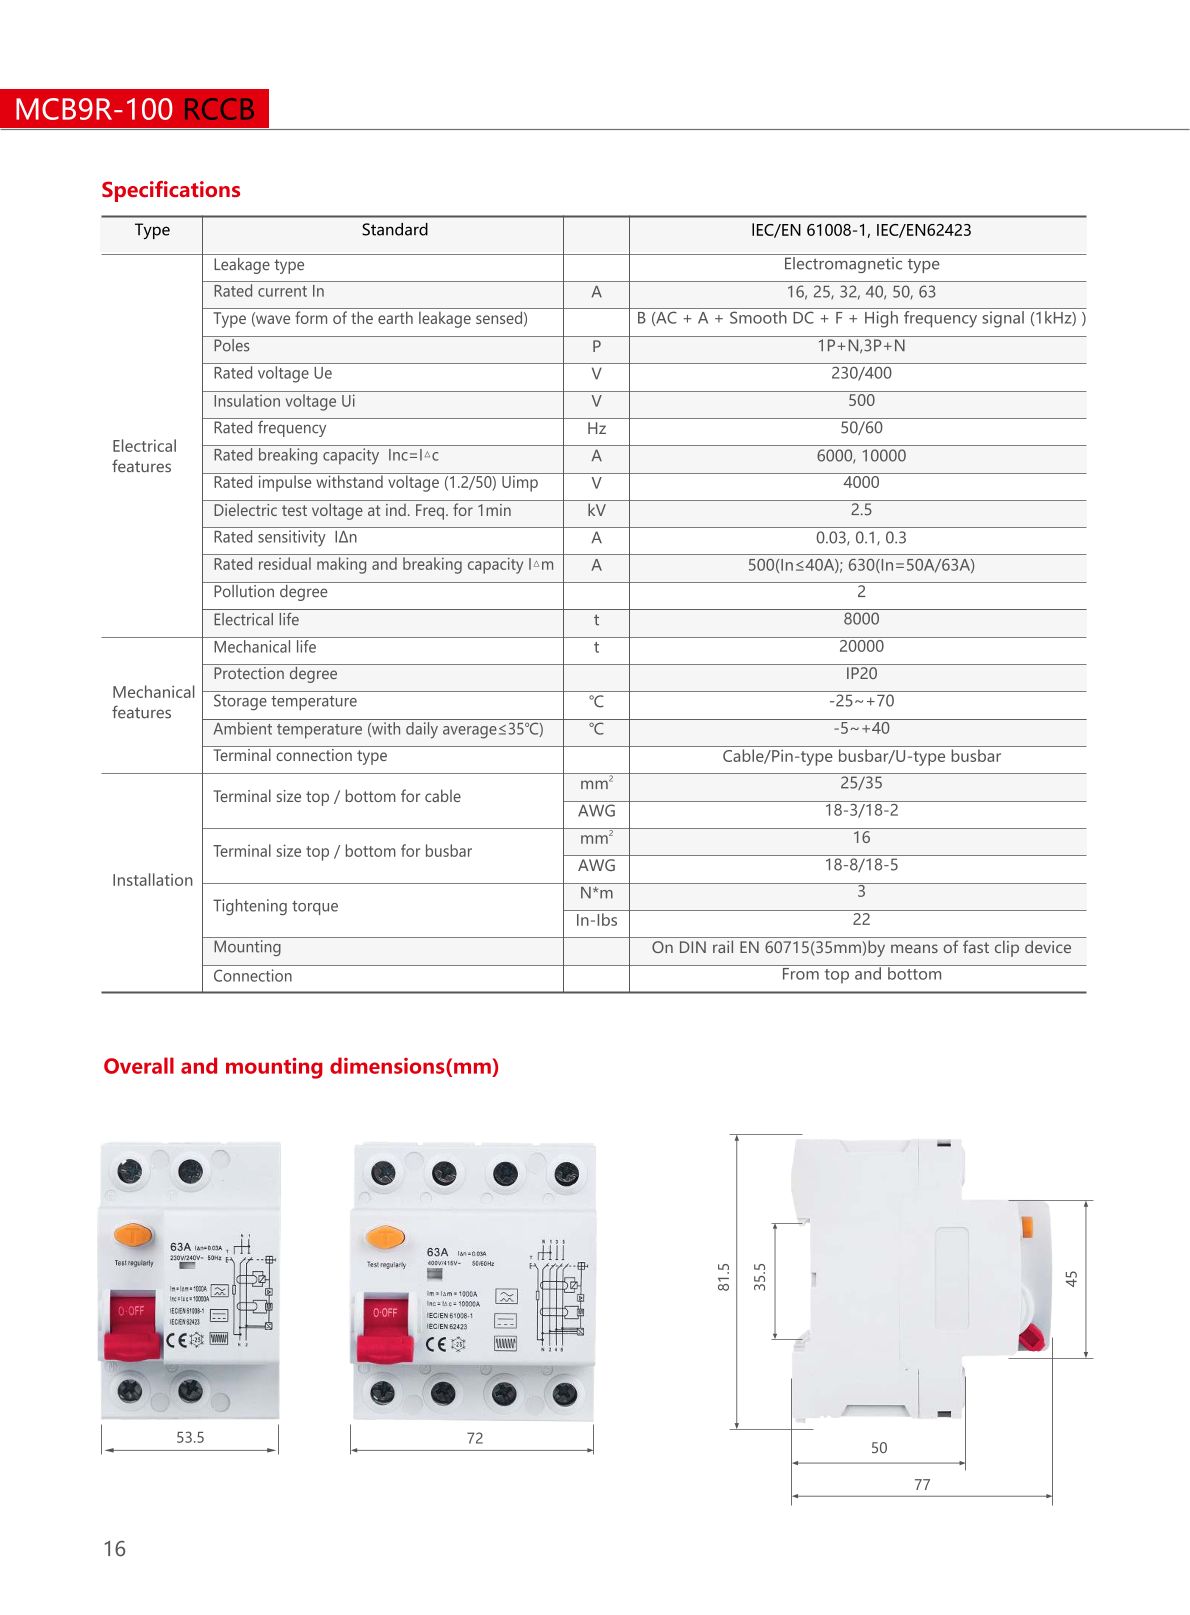 MCB9R-100 RCCB
Specifications
Type Standard IEC/EN 61008-1, IEC/EN62423
Electrical features
Leakage type Electromagnetic type
Rated current In A 16, 25, 32, 40, 50, 63
Type (wave form of the earth leakage sensed) B (AC + A + Smooth DC + F + High frequency signal (1kHz) )
Poles P 1P+N,3P+N
Rated voltage Ue V 230/400
Insulation voltage Ui V 500
Rated frequency Hz 50/60
Rated breaking capacity Inc=I△c A 6000, 10000
Rated impulse withstand voltage (1.2/50) Uimp V 4000
Dielectric test voltage at ind. Freq. for 1min kV 2.5
Rated sensitivity IΔn A 0.03, 0.1, 0.3
Rated residual making and breaking capacity I△m A 500(In≤40A); 630(In=50A/63A)
Pollution degree 2
Electrical life t 8000
Mechanical features
Mechanical life t 20000
Protection degree IP20
Storage temperature ℃ -25~+70
Ambient temperature (with daily average≤35℃) ℃ -5~+40
Terminal connection type Cable/Pin-type busbar/U-type busbar
Installation
Terminal size top / bottom for cable mm² 25/35
AWG 18-3/18-2
Terminal size top / bottom for busbar mm² 16
AWG 18-8/18-5
Tightening torque N*m 3
In-Ibs 22
Mounting On DIN rail EN 60715(35mm)by means of fast clip device
Connection From top and bottom
Overall and mounting dimensions(mm)
Test regularly
63A IΔn=0.03A
230V/240V~ 50Hz
Im=IΔm=1000A
Inc=IΔc=10000A
IEC/EN 61008-1
IEC/EN 62423
O-OFF
CE -25
N 1
T
E
N 2
53.5
Test regularly
63A IΔn=0.03A
400V/415V~ 50/60Hz
Im=IΔm=1000A
Inc=IΔc=10000A
IEC/EN 61008-1
IEC/EN 62423
O-OFF
CE -25
N 1 3 5
T
E
72
81.5
35.5
45
50
77
16